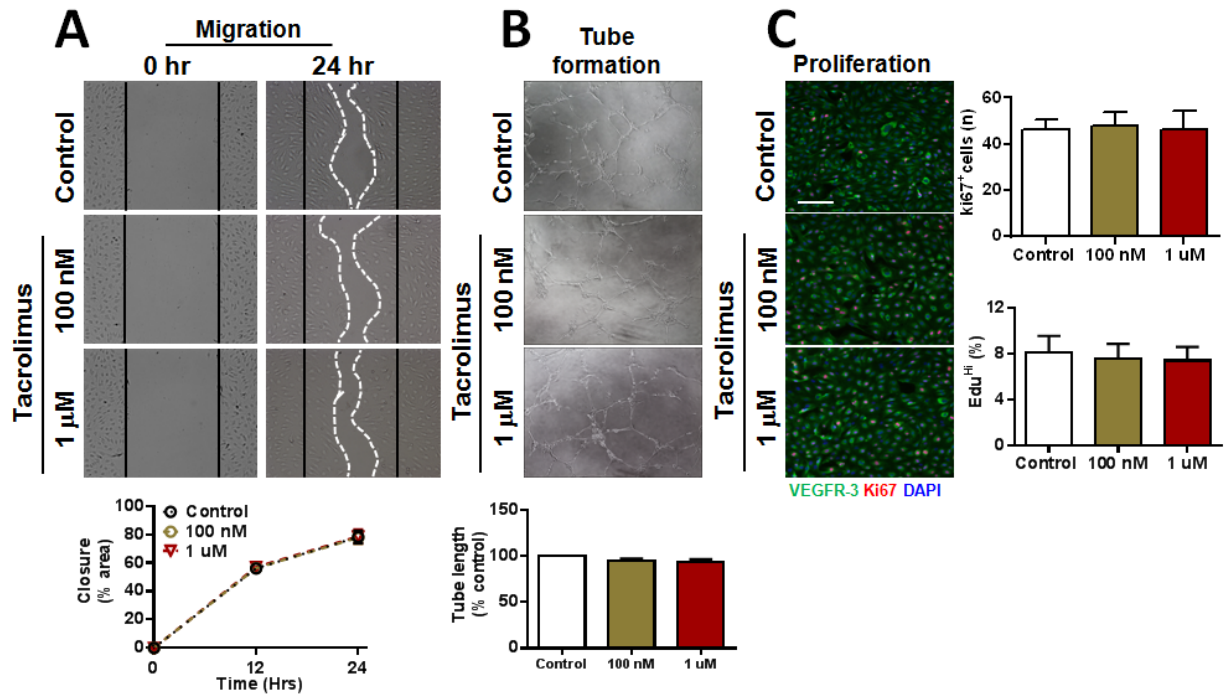 A
Migration
0 hr
24 hr
Control
Tacrolimus
100 nM
1 µM
Closure
(% area)
100
80
60
40
20
0
Control
100 nM
1 uM
0
12
24
Time (Hrs)
B
Tube
formation
Control
Tacrolimus
100 nM
1 µM
Tube length
(% control)
150
100
50
0
Control
100 nM
1 uM
C
Proliferation
Control
Tacrolimus
100 nM
1 µM
VEGFR-3 Ki67 DAPI
ki67+ cells (n)
60
40
20
0
Control
100 nM
1 uM
EduHi (%)
12
8
4
0
Control
100 nM
1 uM